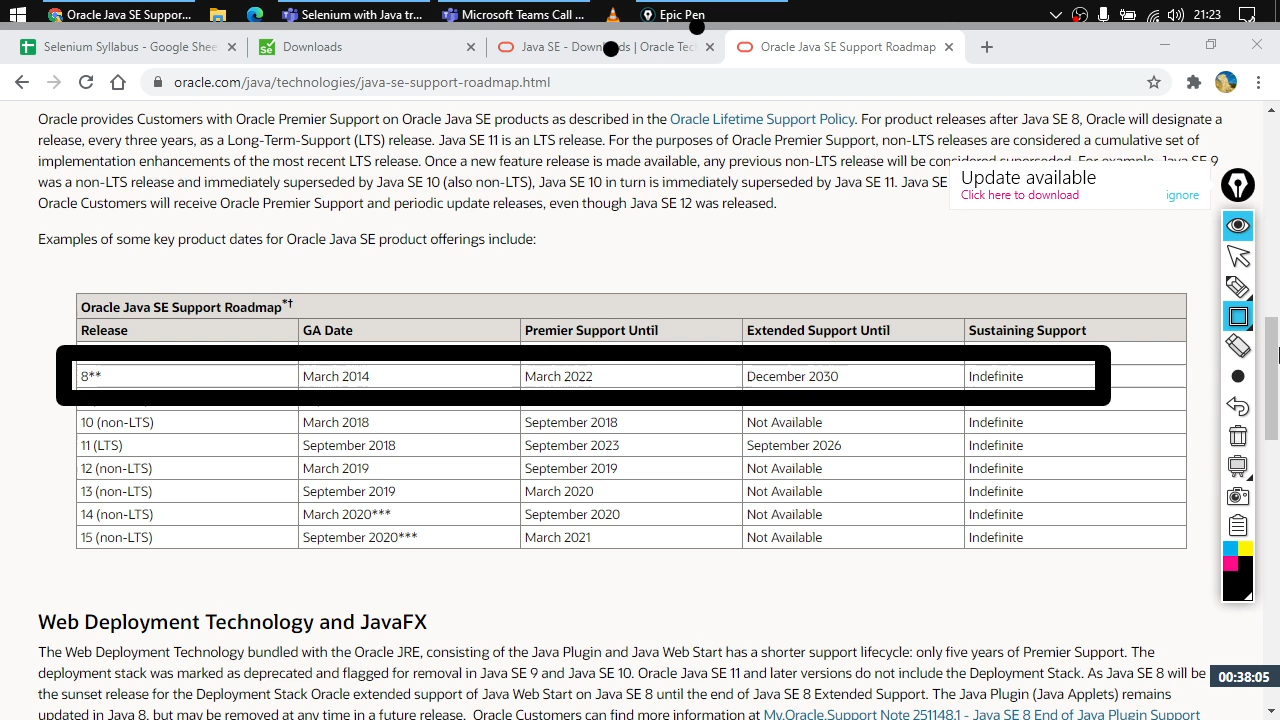 Oracle Java SE Suppor...
Selenium with Java tr...
Microsoft Teams Call ...
Epic Pen
21:23
Selenium Syllabus - Google Shee
Downloads
Java SE - Down ds | Oracle Tec
Oracle Java SE Support Roadmap
oracle.com/java/technologies/java-se-support-roadmap.html
Oracle provides Customers with Oracle Premier Support on Oracle Java SE products as described in the Oracle Lifetime Support Policy. For product releases after Java SE 8, Oracle will designate a
release, every three years, as a Long-Term-Support (LTS) release. Java SE 11 is an LTS release. For the purposes of Oracle Premier Support, non-LTS releases are considered a cumulative set of
implementation enhancements of the most recent LTS release. Once a new feature release is made available, any previous non-LTS release will be considered superseded. For example, Java SE 9
was a non-LTS release and immediately superseded by Java SE 10 (also non-LTS), Java SE 10 in turn is immediately superseded by Java SE 11. Java SE
Oracle Customers will receive Oracle Premier Support and periodic update releases, even though Java SE 12 was released.
Update available
Click here to download ignore
Examples of some key product dates for Oracle Java SE product offerings include:
Oracle Java SE Support Roadmap*†
Release GA Date Premier Support Until Extended Support Until Sustaining Support
8** March 2014 March 2022 December 2030 Indefinite
10 (non-LTS) March 2018 September 2018 Not Available Indefinite
11 (LTS) September 2018 September 2023 September 2026 Indefinite
12 (non-LTS) March 2019 September 2019 Not Available Indefinite
13 (non-LTS) September 2019 March 2020 Not Available Indefinite
14 (non-LTS) March 2020*** September 2020 Not Available Indefinite
15 (non-LTS) September 2020*** March 2021 Not Available Indefinite
Web Deployment Technology and JavaFX
The Web Deployment Technology bundled with the Oracle JRE, consisting of the Java Plugin and Java Web Start has a shorter support lifecycle: only five years of Premier Support. The
deployment stack was marked as deprecated and flagged for removal in Java SE 9 and Java SE 10. Oracle Java SE 11 and later versions do not include the Deployment Stack. As Java SE 8 will be
the sunset release for the Deployment Stack Oracle extended support of Java Web Start on Java SE 8 until the end of Java SE 8 Extended Support. The Java Plugin (Java Applets) remains
updated in Java 8, but may be removed at any time in a future release. Oracle Customers can find more information at My.Oracle.Support Note 251148.1 - Java SE 8 End of Java Plugin Support
00:38:05